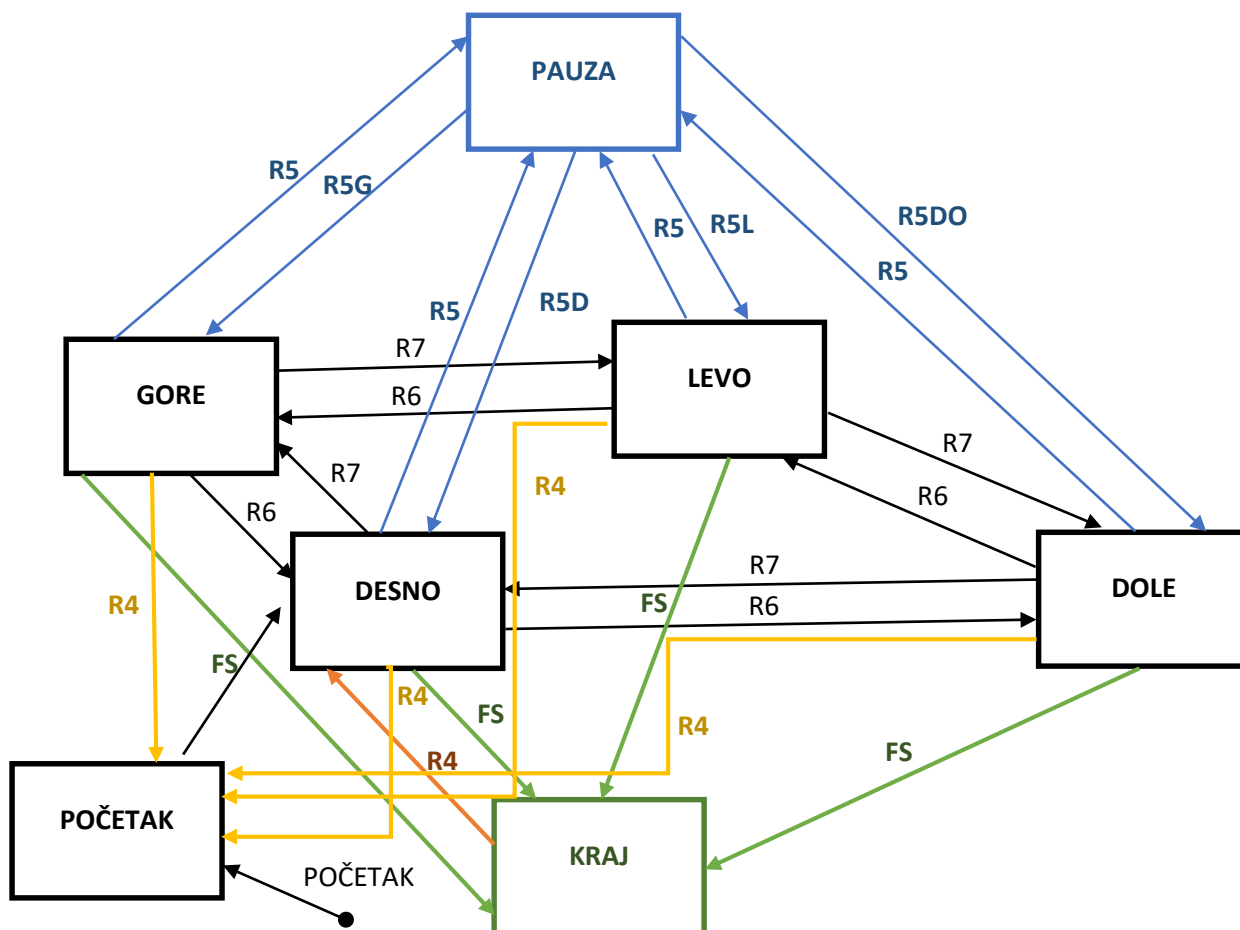 PAUZA
R5
R5G
R5
R5L
R5DO
R5
R5
R5D
R7
GORE
LEVO
R6
R7
R7
R4
R6
R6
R7
DESNO
DOLE
R4
R6
FS
FS
R4
FS
R4
R4
FS
POČETAK
KRAJ
POČETAK